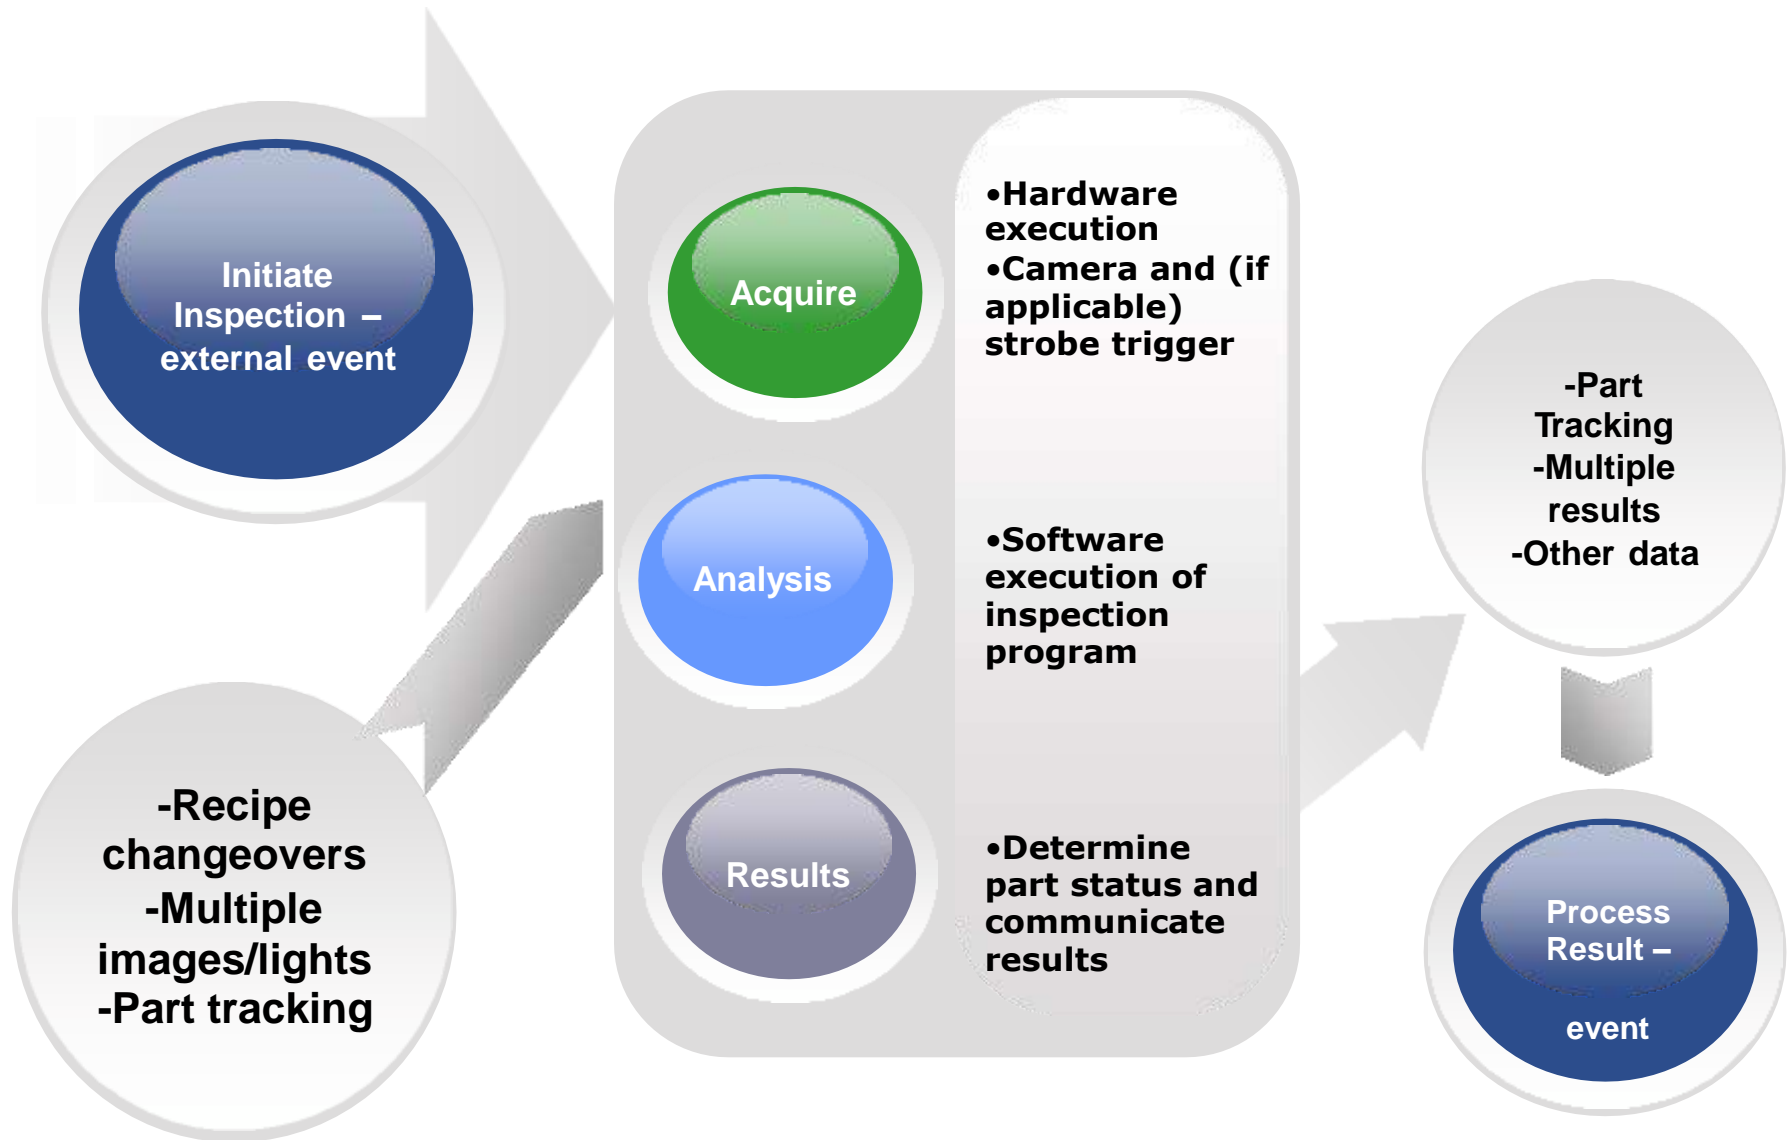 Initiate
Inspection –
external event
-Recipe
changeovers
-Multiple
images/lights
-Part tracking
Acquire
•Hardware
execution
•Camera and (if
applicable)
strobe trigger
Analysis
•Software
execution of
inspection
program
Results
•Determine
part status and
communicate
results
-Part
Tracking
-Multiple
results
-Other data
Process
Result –
event